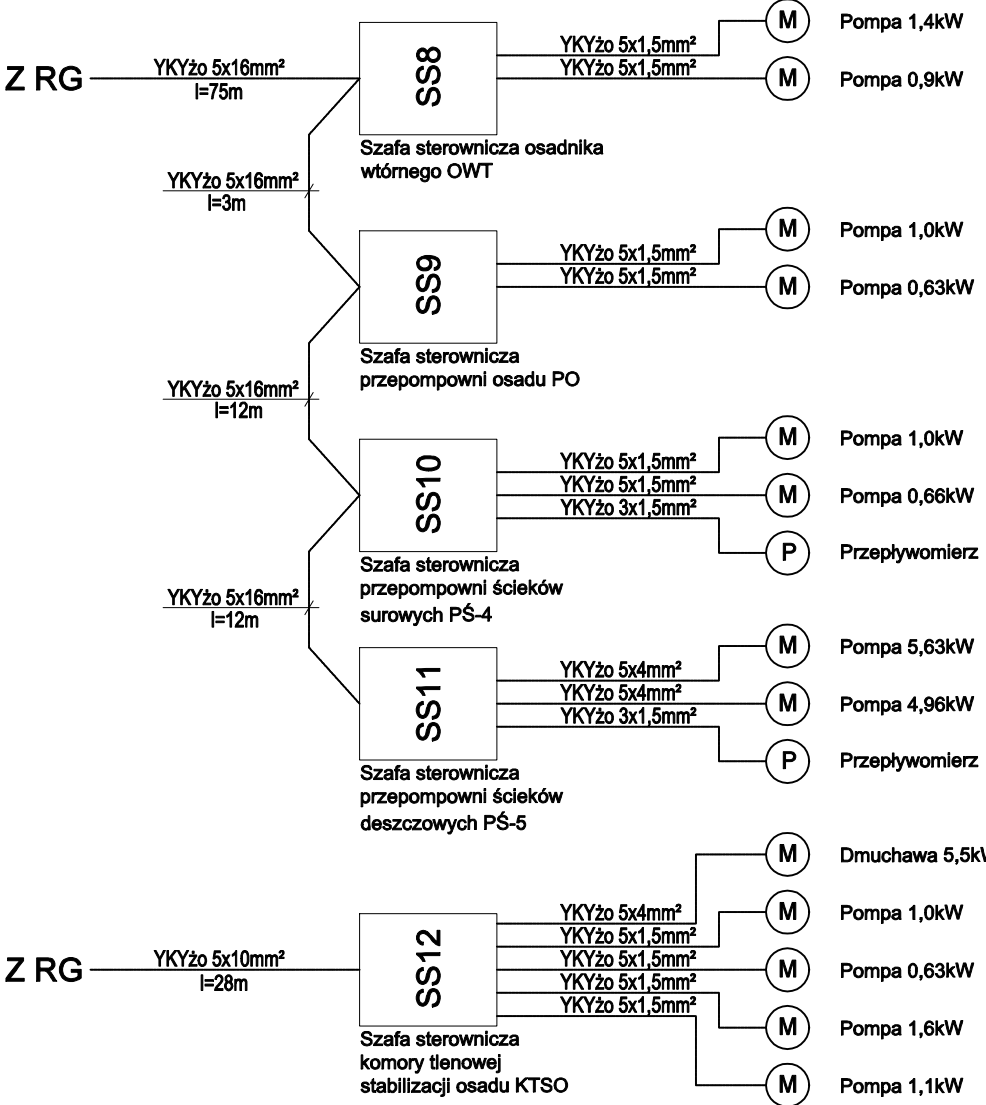 Z RG
YKYżo 5x16mm²
l=75m
SS8
YKYżo 5x1,5mm²
YKYżo 5x1,5mm²
M
Pompa 1,4kW
M
Pompa 0,9kW
Szafa sterownicza osadnika
wtórnego OWT
YKYżo 5x16mm²
l=3m
SS9
YKYżo 5x1,5mm²
YKYżo 5x1,5mm²
M
Pompa 1,0kW
M
Pompa 0,63kW
Szafa sterownicza
przepompowni osadu PO
YKYżo 5x16mm²
l=12m
SS10
YKYżo 5x1,5mm²
YKYżo 5x1,5mm²
YKYżo 3x1,5mm²
M
Pompa 1,0kW
M
Pompa 0,66kW
P
Przepływomierz
Szafa sterownicza
przepompowni ścieków
surowych PŚ-4
YKYżo 5x16mm²
l=12m
SS11
YKYżo 5x4mm²
YKYżo 5x4mm²
YKYżo 3x1,5mm²
M
Pompa 5,63kW
M
Pompa 4,96kW
P
Przepływomierz
Szafa sterownicza
przepompowni ścieków
deszczowych PŚ-5
Z RG
YKYżo 5x10mm²
l=28m
SS12
YKYżo 5x4mm²
YKYżo 5x1,5mm²
YKYżo 5x1,5mm²
YKYżo 5x1,5mm²
YKYżo 5x1,5mm²
M
Dmuchawa 5,5kW
M
Pompa 1,0kW
M
Pompa 0,63kW
M
Pompa 1,6kW
M
Pompa 1,1kW
Szafa sterownicza
komory tlenowej
stabilizacji osadu KTSO